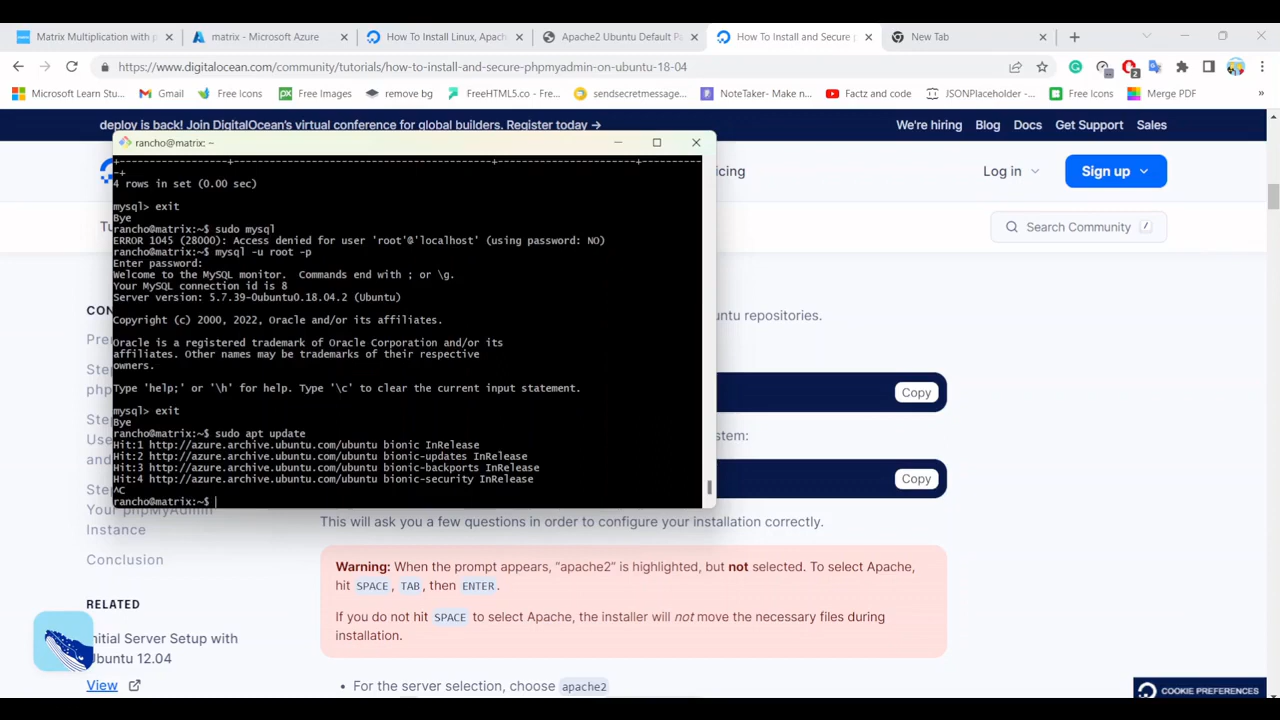 Matrix Multiplication with p
matrix - Microsoft Azure
How To Install Linux, Apach
Apache2 Ubuntu Default Pa
How To Install and Secure p
New Tab
https://www.digitalocean.com/community/tutorials/how-to-install-and-secure-phpmyadmin-on-ubuntu-18-04
Microsoft Learn Stu...
Gmail
Free Icons
Free Images
remove bg
FreeHTML5.co - Fr...
sendsecretmessage...
NoteTaker- Make n...
Factz and code
JSONPlaceholder -...
Free Icons
Merge PDF
»
deploy is back! Join DigitalOcean's virtual conference for global builders. Register today →
We're hiring
Blog
Docs
Get Support
Sales
rancho@matrix: ~
icing
Log in
Sign up
Search Community /
+------------------+-------------------------------------------+-----------------------+-----------
-+
4 rows in set (0.00 sec)
mysql> exit
Bye
rancho@matrix:~$ sudo mysql
ERROR 1045 (28000): Access denied for user 'root'@'localhost' (using password: NO)
rancho@matrix:~$ mysql -u root -p
Enter password:
Welcome to the MySQL monitor.  Commands end with ; or \g.
Your MySQL connection id is 8
Server version: 5.7.39-0ubuntu0.18.04.2 (Ubuntu)
Copyright (c) 2000, 2022, Oracle and/or its affiliates.
Oracle is a registered trademark of Oracle Corporation and/or its
affiliates. Other names may be trademarks of their respective
owners.
Type 'help;' or '\h' for help. Type '\c' to clear the current input statement.
mysql> exit
Bye
rancho@matrix:~$ sudo apt update
Hit:1 http://azure.archive.ubuntu.com/ubuntu bionic InRelease
Hit:2 http://azure.archive.ubuntu.com/ubuntu bionic-updates InRelease
Hit:3 http://azure.archive.ubuntu.com/ubuntu bionic-backports InRelease
Hit:4 http://azure.archive.ubuntu.com/ubuntu bionic-security InRelease
^C
rancho@matrix:~$
Tu
CON
Prer
Step
php
Step
Use
and
Step
Your phpMyAdmin
Instance
Conclusion
RELATED
Initial Server Setup with
Ubuntu 12.04
View
untu repositories.
Copy
stem:
Copy
This will ask you a few questions in order to configure your installation correctly.
Warning: When the prompt appears, “apache2” is highlighted, but not selected. To select Apache,
hit SPACE, TAB, then ENTER.
If you do not hit SPACE to select Apache, the installer will not move the necessary files during
installation.
• For the server selection, choose apache2
COOKIE PREFERENCES